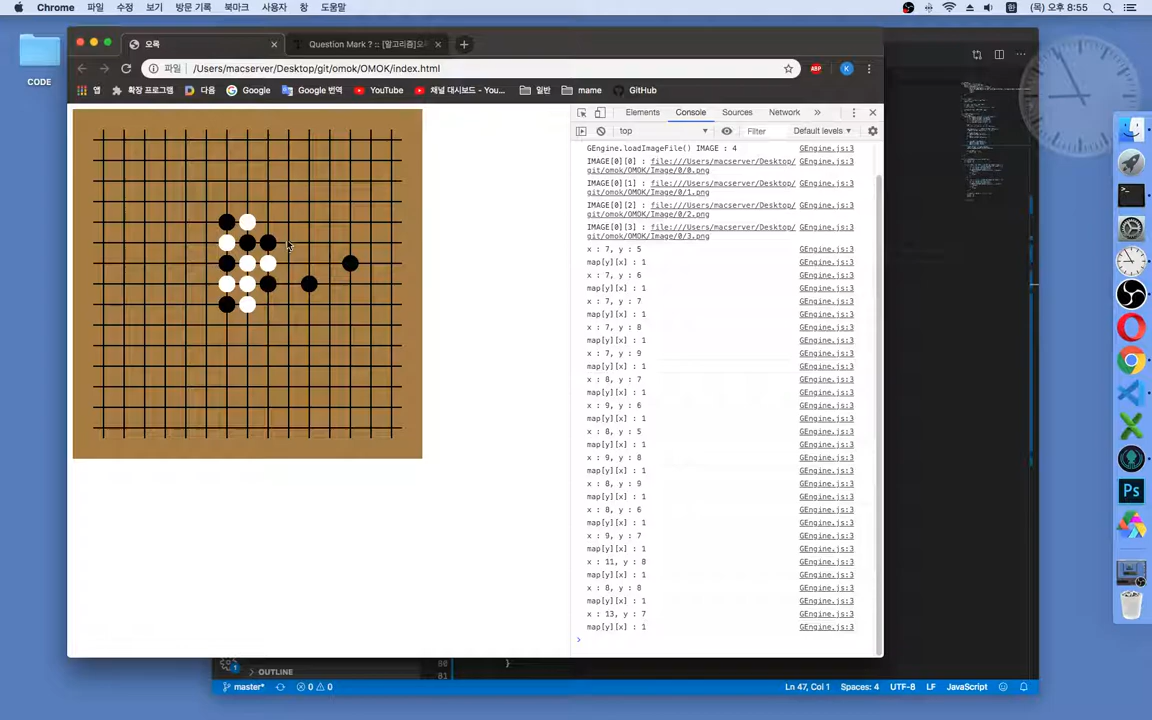 Chrome 파일 수정 보기 방문 기록 북마크 사용자 창 도움말
(목) 오후 8:55
CODE
오목
Question Mark ? :: [알고리즘]오
파일 /Users/macserver/Desktop/git/omok/OMOK/index.html
ABP
K
앱 확장 프로그램 다음 Google Google 번역 YouTube 채널 대시보드 - You... 일반 mame GitHub
Elements Console Sources Network »
top Filter Default levels
GEngine.loadImageFile() IMAGE : 4 GEngine.js:3
IMAGE[0][0] : file:///Users/macserver/Desktop/ GEngine.js:3
git/omok/OMOK/Image/0/0.png
IMAGE[0][1] : file:///Users/macserver/Desktop/ GEngine.js:3
git/omok/OMOK/Image/0/1.png
IMAGE[0][2] : file:///Users/macserver/Desktop/ GEngine.js:3
git/omok/OMOK/Image/0/2.png
IMAGE[0][3] : file:///Users/macserver/Desktop/ GEngine.js:3
git/omok/OMOK/Image/0/3.png
x : 7, y : 5 GEngine.js:3
map[y][x] : 1 GEngine.js:3
x : 7, y : 6 GEngine.js:3
map[y][x] : 1 GEngine.js:3
x : 7, y : 7 GEngine.js:3
map[y][x] : 1 GEngine.js:3
x : 7, y : 8 GEngine.js:3
map[y][x] : 1 GEngine.js:3
x : 7, y : 9 GEngine.js:3
map[y][x] : 1 GEngine.js:3
x : 8, y : 7 GEngine.js:3
map[y][x] : 1 GEngine.js:3
x : 9, y : 6 GEngine.js:3
map[y][x] : 1 GEngine.js:3
x : 8, y : 5 GEngine.js:3
map[y][x] : 1 GEngine.js:3
x : 9, y : 8 GEngine.js:3
map[y][x] : 1 GEngine.js:3
x : 8, y : 9 GEngine.js:3
map[y][x] : 1 GEngine.js:3
x : 8, y : 6 GEngine.js:3
map[y][x] : 1 GEngine.js:3
x : 9, y : 7 GEngine.js:3
map[y][x] : 1 GEngine.js:3
x : 11, y : 8 GEngine.js:3
map[y][x] : 1 GEngine.js:3
x : 8, y : 8 GEngine.js:3
map[y][x] : 1 GEngine.js:3
x : 13, y : 7 GEngine.js:3
map[y][x] : 1 GEngine.js:3
>
Ps
80 }
81
1
OUTLINE
master* 0 0 Ln 47, Col 1 Spaces: 4 UTF-8 LF JavaScript